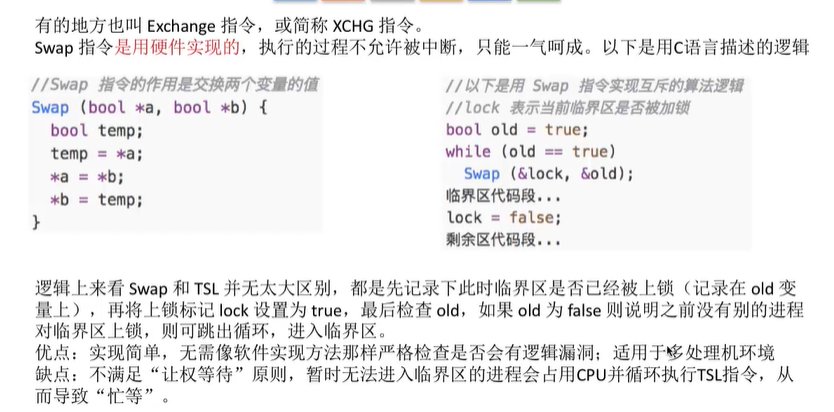 有的地方也叫 Exchange 指令，或简称 XCHG 指令。
Swap 指令是用硬件实现的，执行的过程不允许被中断，只能一气呵成。以下是用C语言描述的逻辑
//Swap 指令的作用是交换两个变量的值
Swap (bool *a, bool *b) {
bool temp;
temp = *a;
*a = *b;
*b = temp;
}
//以下是用 Swap 指令实现互斥的算法逻辑
//lock 表示当前临界区是否被加锁
bool old = true;
while (old == true)
Swap (&lock, &old);
临界区代码段...
lock = false;
剩余区代码段...
逻辑上来看 Swap 和 TSL 并无太大区别，都是先记录下此时临界区是否已经被上锁（记录在 old 变
量上），再将上锁标记 lock 设置为 true，最后检查 old，如果 old 为 false 则说明之前没有别的进程
对临界区上锁，则可跳出循环，进入临界区。
优点：实现简单，无需像软件实现方法那样严格检查是否会有逻辑漏洞；适用于多处理机环境
缺点：不满足“让权等待”原则，暂时无法进入临界区的进程会占用CPU并循环执行TSL指令，从
而导致“忙等”。